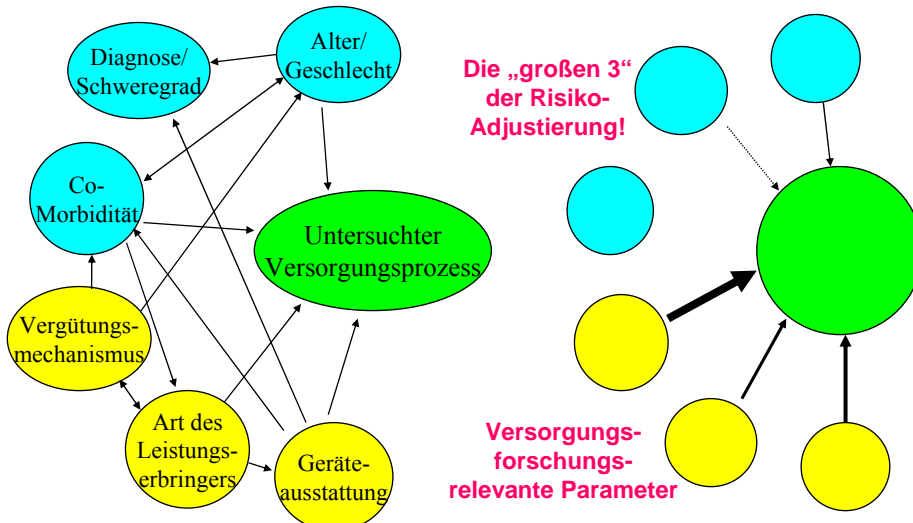 Diagnose/
Schweregrad
Alter/
Geschlecht
Die „großen 3“
der Risiko-
Adjustierung!
Co-
Morbidität
Untersuchter
Versorgungsprozess
Vergütungs-
mechanismus
Art des
Leistungs-
erbringers
Geräte-
ausstattung
Versorgungs-
forschungs-
relevante Parameter